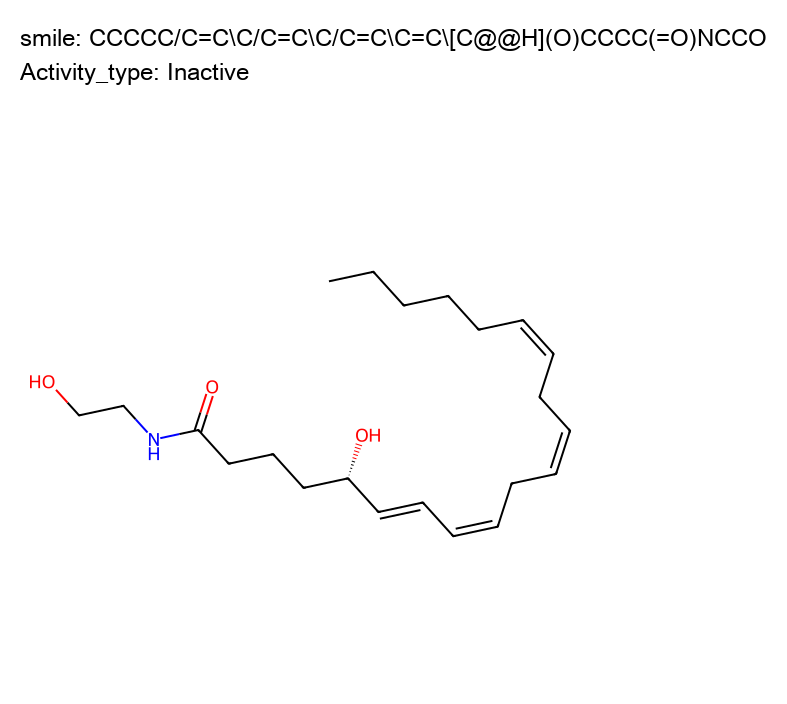 smile: CCCCC/C=C\C/C=C\C/C=C\C=C\[C@@H](O)CCCC(=O)NCCO
Activity_type: Inactive
HO
O
OH
N
H